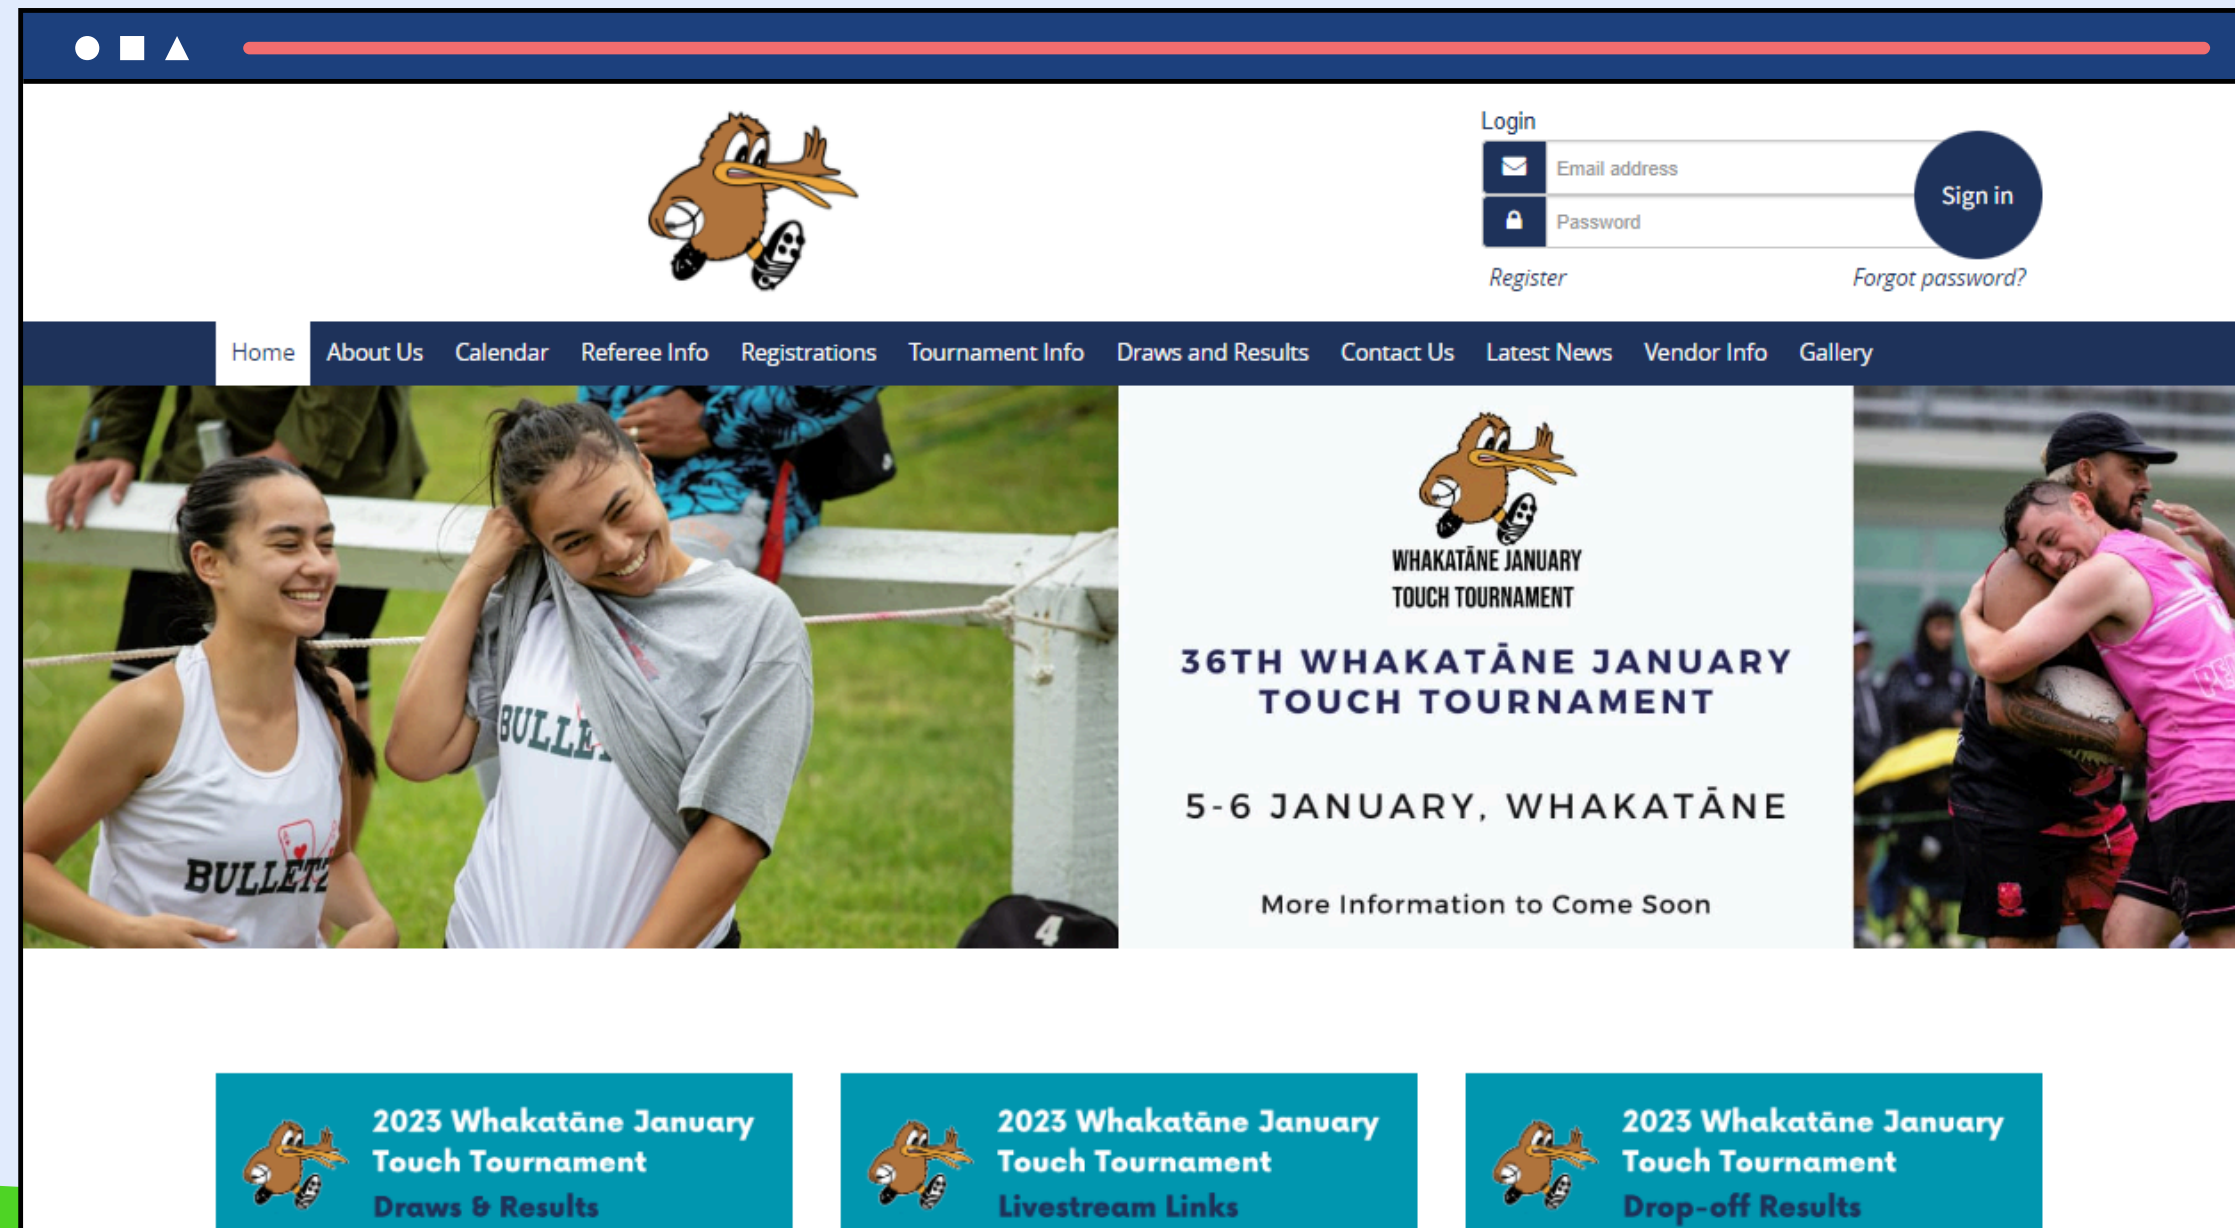 Login
Email address
Sign in
Password
Register
Forgot password?
Home About Us Calendar Referee Info Registrations Tournament Info Draws and Results Contact Us Latest News Vendor Info Gallery
WHAKATĀNE JANUARY
TOUCH TOURNAMENT
36TH WHAKATĀNE JANUARY
TOUCH TOURNAMENT
5-6 JANUARY, WHAKATĀNE
More Information to Come Soon
BULLETZ
4
2023 Whakatāne January
Touch Tournament
Draws & Results
2023 Whakatāne January
Touch Tournament
Livestream Links
2023 Whakatāne January
Touch Tournament
Drop-off Results